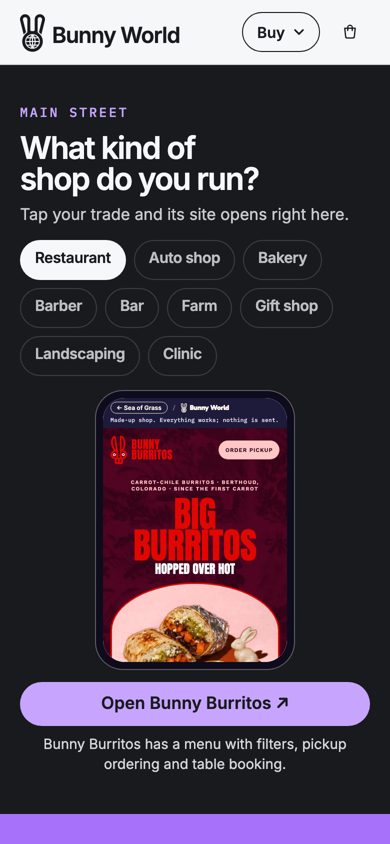 Bunny World
Buy
MAIN STREET
What kind of
shop do you run?
Tap your trade and its site opens right here.
Restaurant
Auto shop
Bakery
Barber
Bar
Farm
Gift shop
Landscaping
Clinic
← Sea of Grass / Bunny World
Made-up shop. Everything works; nothing is sent.
BUNNY
BURRITOS
ORDER PICKUP
CARROT-CHILE BURRITOS · BERTHOUD,
COLORADO · SINCE THE FIRST CARROT
BIG
BURRITOS
HOPPED OVER HOT
Open Bunny Burritos ↗
Bunny Burritos has a menu with filters, pickup
ordering and table booking.